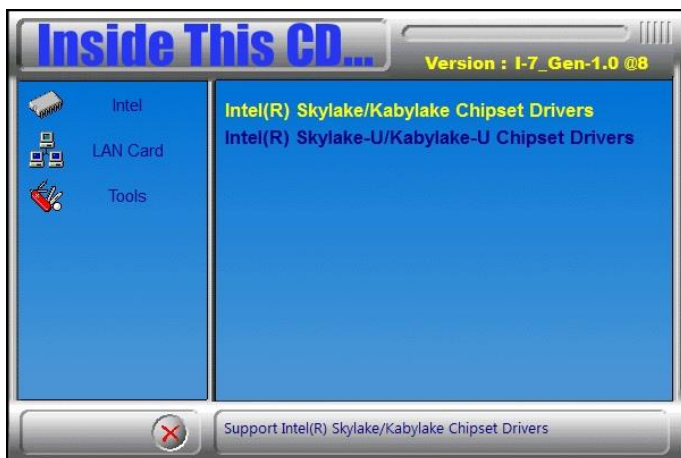 Inside This CD...
Version : I-7_Gen-1.0 @8
Intel
LAN Card
Tools
Intel(R) Skylake/Kabylake Chipset Drivers
Intel(R) Skylake-U/Kabylake-U Chipset Drivers
Support Intel(R) Skylake/Kabylake Chipset Drivers